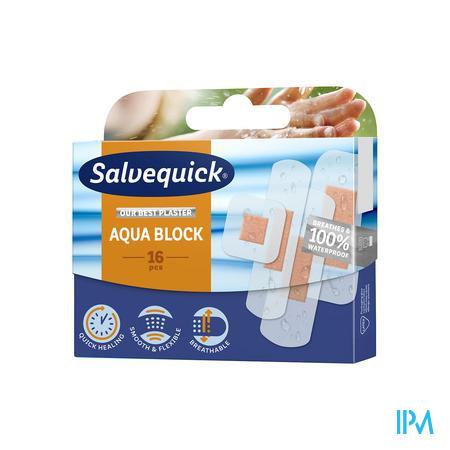 Salvequick®
OUR BEST PLASTER
AQUA BLOCK
16
pcs
BREATHES &
100%
WATERPROOF
QUICK HEALING
SMOOTH & FLEXIBLE
BREATHABLE
IPM